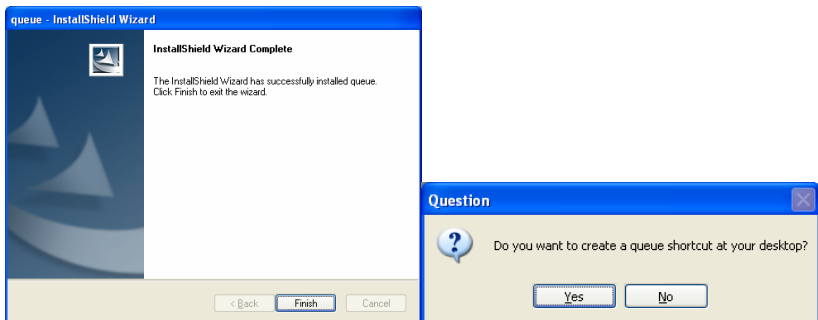 queue - InstallShield Wizard
InstallShield Wizard Complete
The InstallShield Wizard has successfully installed queue.
Click Finish to exit the wizard.
< Back
Finish
Cancel
Question
Do you want to create a queue shortcut at your desktop?
Yes
No